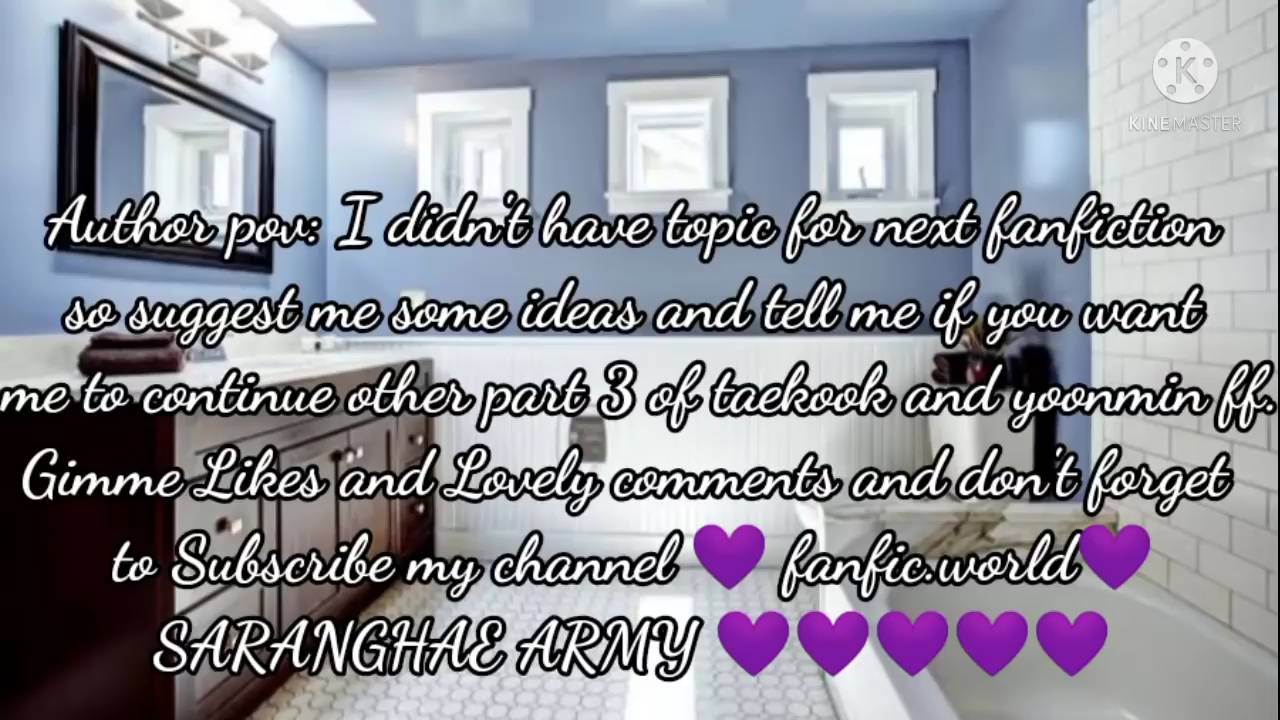 KINEMASTER
Author pov: I didn't have topic for next fanfiction
so suggest me some ideas and tell me if you want
me to continue other part 3 of taekook and yoonmin ff.
Gimme Likes and Lovely comments and don't forget
to Subscribe my channel 💜 fanfic.world💜
SARANGHAE ARMY 💜💜💜💜💜